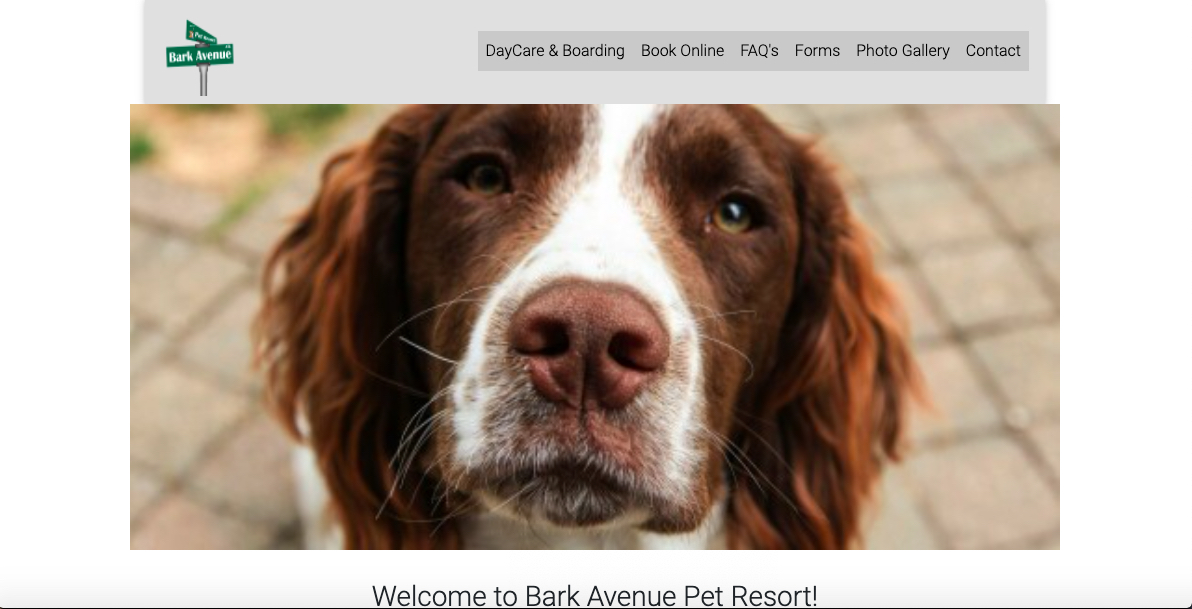 Pet Resort
Bark Avenue
DayCare & Boarding Book Online FAQ's Forms Photo Gallery Contact
Welcome to Bark Avenue Pet Resort!